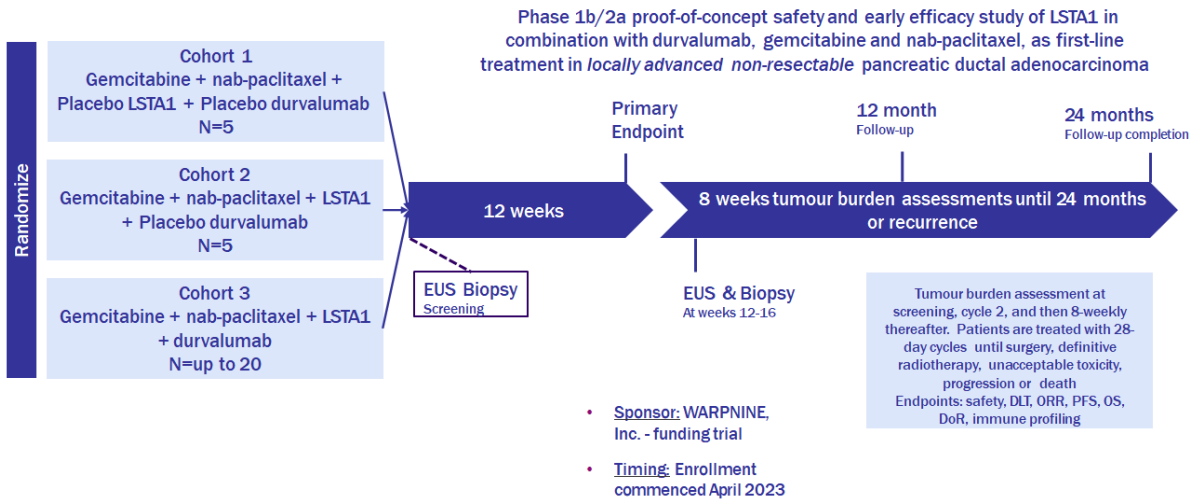 Phase 1b/2a proof-of-concept safety and early efficacy study of LSTA1 in
combination with durvalumab, gemcitabine and nab-paclitaxel, as first-line
treatment in locally advanced non-resectable pancreatic ductal adenocarcinoma
Randomize
Cohort 1
Gemcitabine + nab-paclitaxel +
Placebo LSTA1 + Placebo durvalumab
N=5
Cohort 2
Gemcitabine + nab-paclitaxel + LSTA1
+ Placebo durvalumab
N=5
Cohort 3
Gemcitabine + nab-paclitaxel + LSTA1
+ durvalumab
N=up to 20
12 weeks
EUS Biopsy
Screening
Primary
Endpoint
12 month
Follow-up
24 months
Follow-up completion
8 weeks tumour burden assessments until 24 months
or recurrence
EUS & Biopsy
At weeks 12-16
Tumour burden assessment at
screening, cycle 2, and then 8-weekly
thereafter. Patients are treated with 28-
day cycles until surgery, definitive
radiotherapy, unacceptable toxicity,
progression or death
Endpoints: safety, DLT, ORR, PFS, OS,
DoR, immune profiling
• Sponsor: WARPNINE,
Inc. - funding trial
• Timing: Enrollment
commenced April 2023